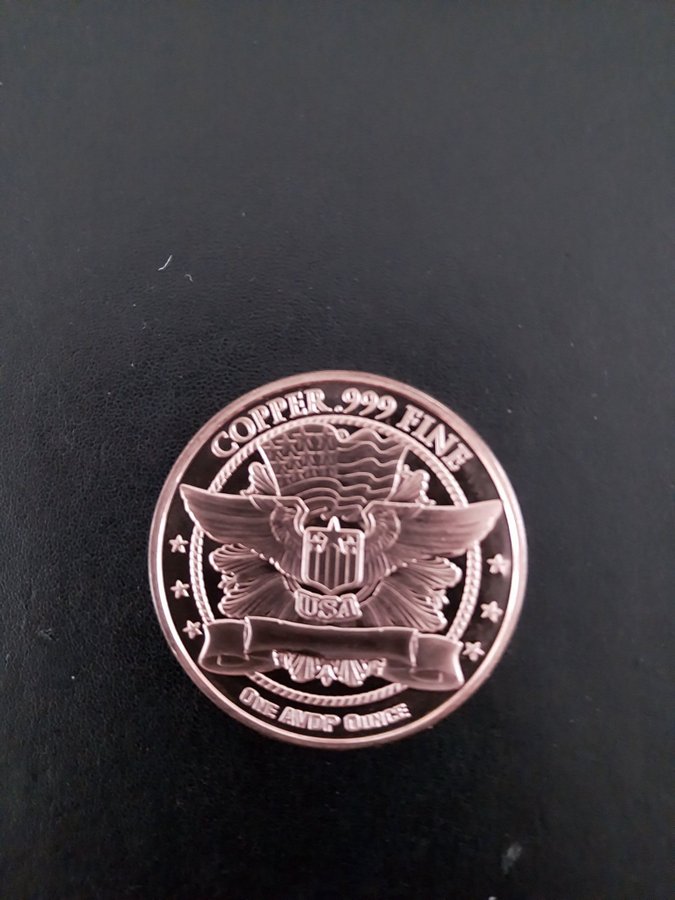 COPPER .999 FINE
USA
ONE AVDP OUNCE